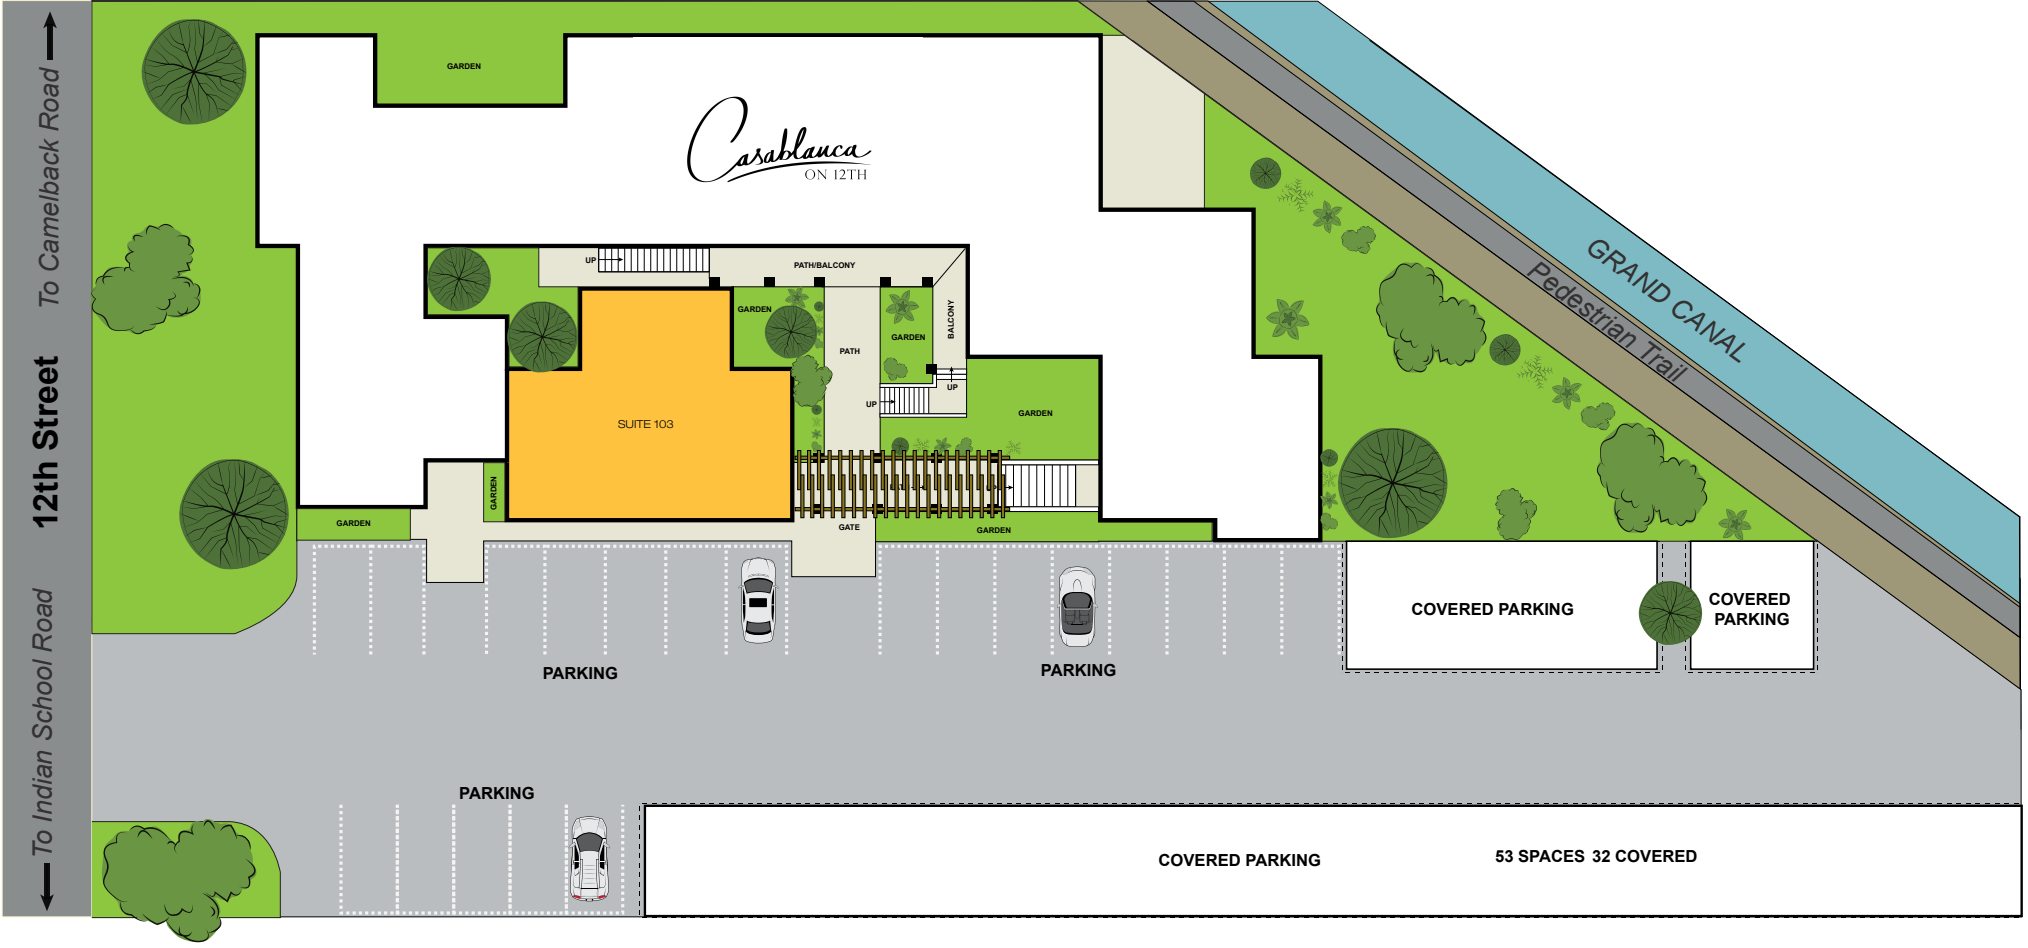 To Camelback Road
12th Street
To Indian School Road
GARDEN
Casablanca
ON 12TH
UP
PATH/BALCONY
GARDEN
BALCONY
GARDEN
PATH
UP
UP
GARDEN
SUITE 103
GARDEN
GARDEN
GATE
GARDEN
GRAND CANAL
Pedestrian Trail
COVERED PARKING
COVERED
PARKING
PARKING
PARKING
PARKING
COVERED PARKING
53 SPACES 32 COVERED